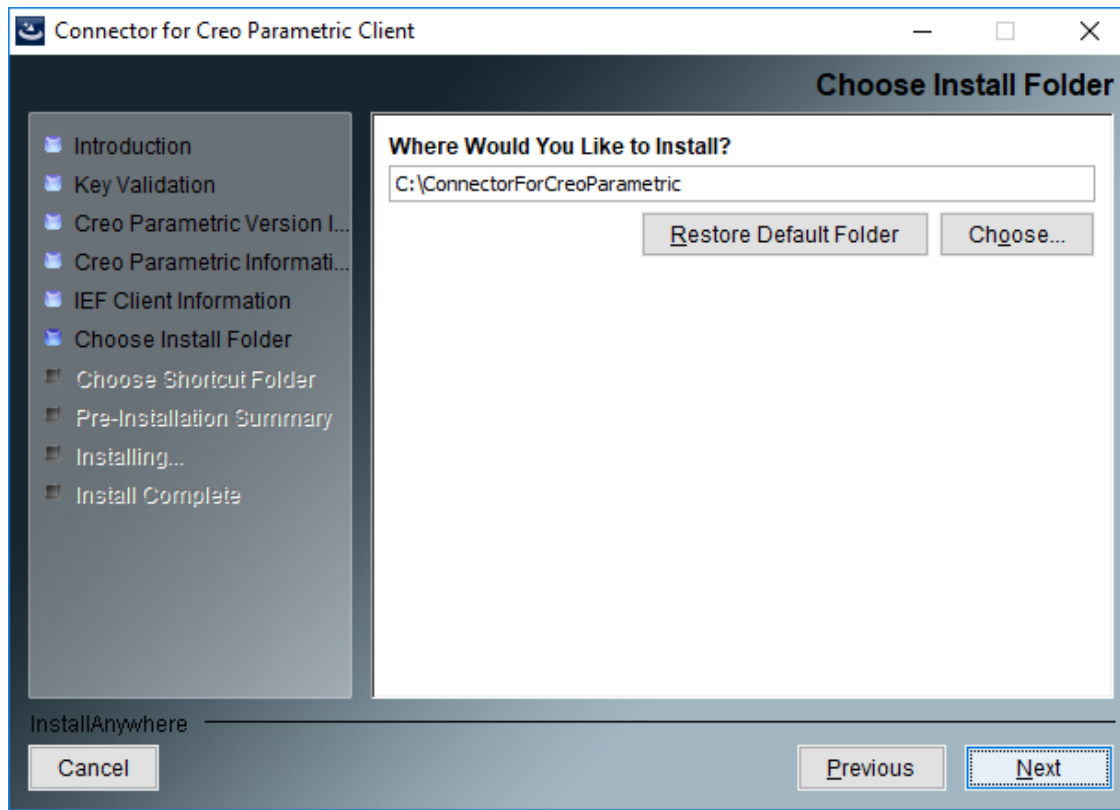 Connector for Creo Parametric Client
Choose Install Folder
Introduction
Key Validation
Creo Parametric Version I...
Creo Parametric Informati...
IEF Client Information
Choose Install Folder
Choose Shortcut Folder
Pre-Installation Summary
Installing...
Install Complete
Where Would You Like to Install?
C:\ConnectorForCreoParametric
Restore Default Folder Choose...
InstallAnywhere
Cancel Previous Next